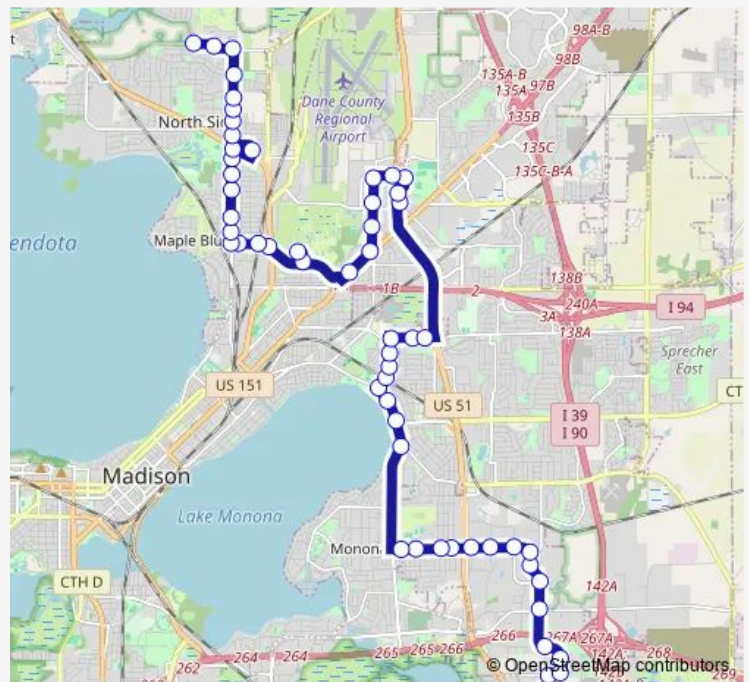 98A-B
98B
135A-B
97B
135A
135B
Dane County
Regional
Airport
North Si
135C
135C-B-A
endota
Maple Blu
138B
1B
2
240A
3A
I 94
138A
Sprecher
East
US 151
CT
US 51
I 39
I 90
Madison
Lake Monona
Monona
CTH D
142A
267A
267A
266
265
266
268
264
264
262
142A
269
© OpenStreetMap contributors